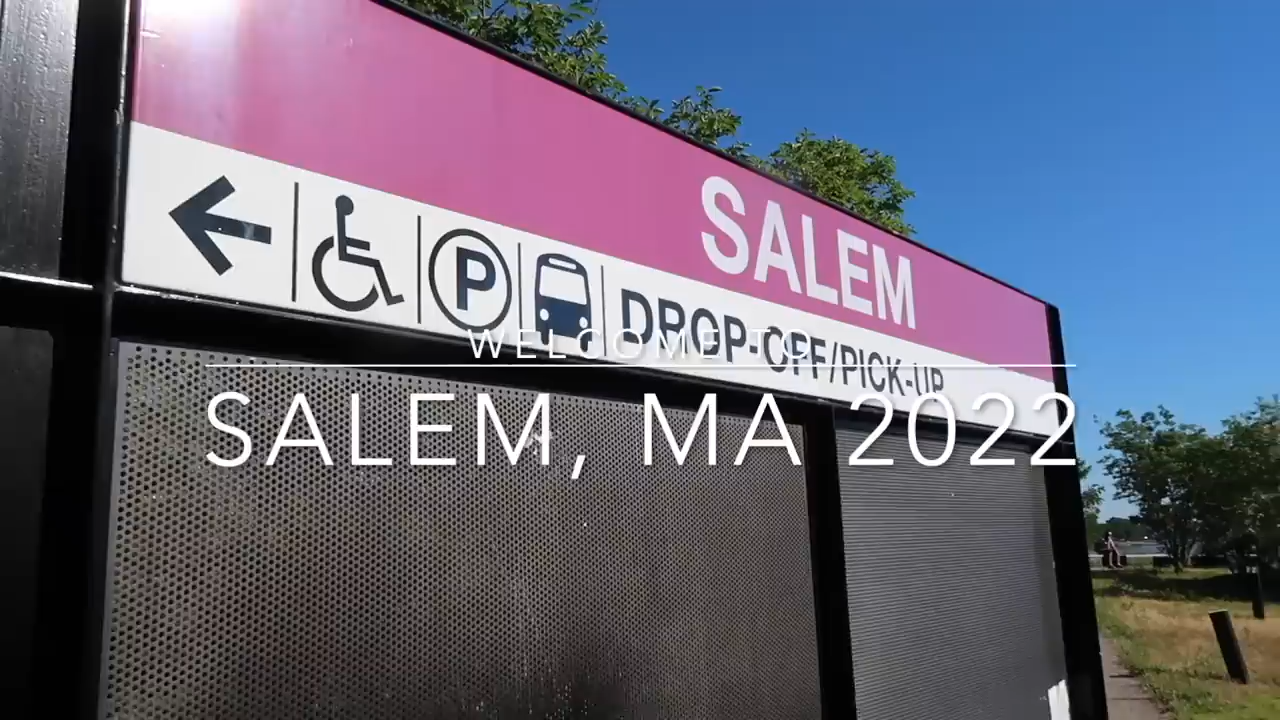 SALEM
P
DROP-OFF/PICK-UP
WELCOME TO
SALEM, MA 2022